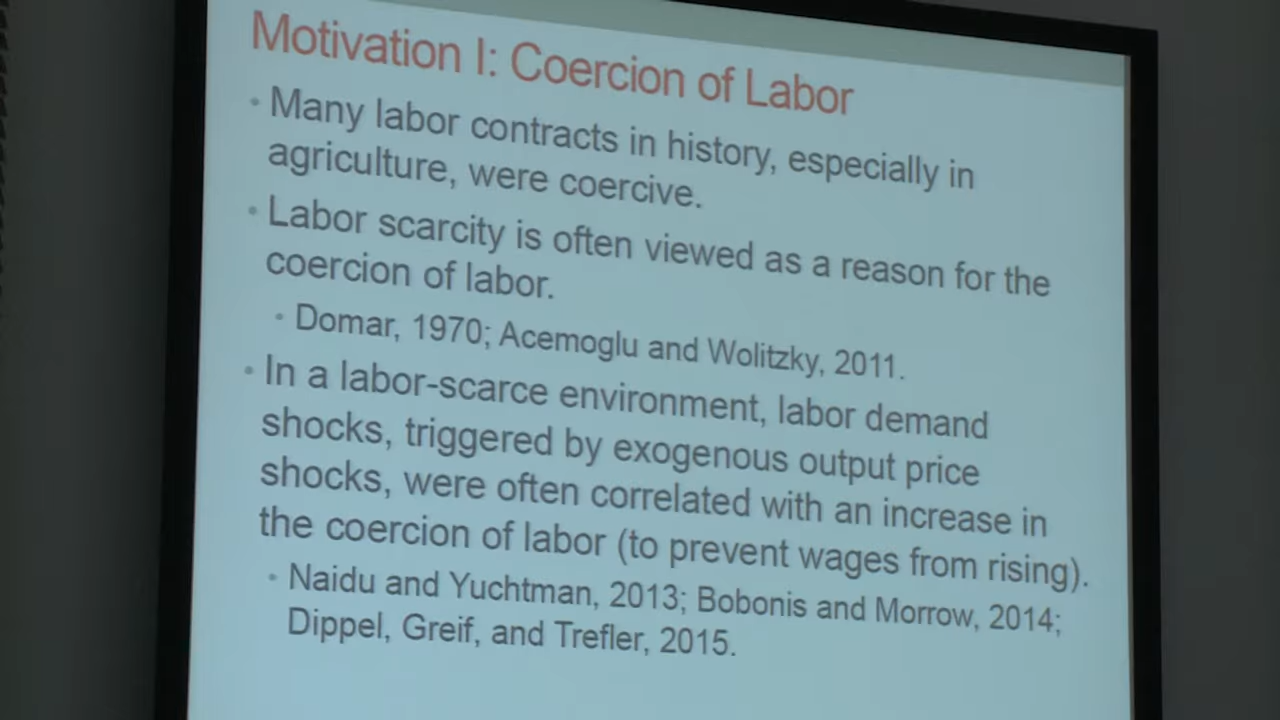 Motivation I: Coercion of Labor
• Many labor contracts in history, especially in
agriculture, were coercive.
• Labor scarcity is often viewed as a reason for the
coercion of labor.
• Domar, 1970; Acemoglu and Wolitzky, 2011.
• In a labor-scarce environment, labor demand
shocks, triggered by exogenous output price
shocks, were often correlated with an increase in
the coercion of labor (to prevent wages from rising).
• Naidu and Yuchtman, 2013; Bobonis and Morrow, 2014;
Dippel, Greif, and Trefler, 2015.